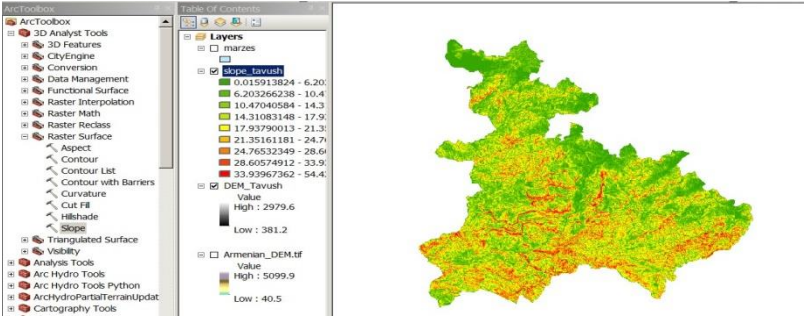 ArcToolbox
ArcToolbox
3D Analyst Tools
3D Features
CityEngine
Conversion
Data Management
Functional Surface
Raster Interpolation
Raster Math
Raster Reclass
Raster Surface
Aspect
Contour
Contour List
Contour with Barriers
Curvature
Cut Fill
Hillshade
Slope
Triangulated Surface
Visibility
Analysis Tools
Arc Hydro Tools
Arc Hydro Tools Python
ArcHydroPartialTerrainUpdat
Cartography Tools
Table Of Contents
Layers
marzes
slope_tavush
0.015913824 - 6.203
6.203266238 - 10.4
10.47040584 - 14.3
14.31083148 - 17.9
17.93790013 - 21.3
21.35161181 - 24.7
24.76532349 - 28.6
28.60574912 - 33.9
33.93967362 - 54.4
DEM_Tavush
Value
High : 2979.6
Low : 381.2
Armenian_DEM.tif
Value
High : 5099.9
Low : 40.5